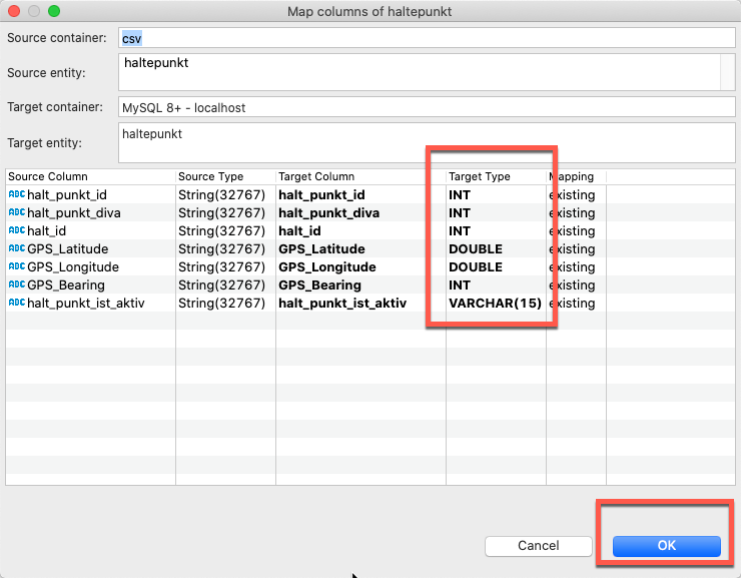 Map columns of haltepunkt
Source container: csv
Source entity: haltepunkt
Target container: MySQL 8+ - localhost
Target entity: haltepunkt
Source Column Source Type Target Column Target Type Mapping
ABC halt_punkt_id String(32767) halt_punkt_id INT existing
ABC halt_punkt_diva String(32767) halt_punkt_diva INT existing
ABC halt_id String(32767) halt_id INT existing
ABC GPS_Latitude String(32767) GPS_Latitude DOUBLE existing
ABC GPS_Longitude String(32767) GPS_Longitude DOUBLE existing
ABC GPS_Bearing String(32767) GPS_Bearing INT existing
ABC halt_punkt_ist_aktiv String(32767) halt_punkt_ist_aktiv VARCHAR(15) existing
Cancel OK